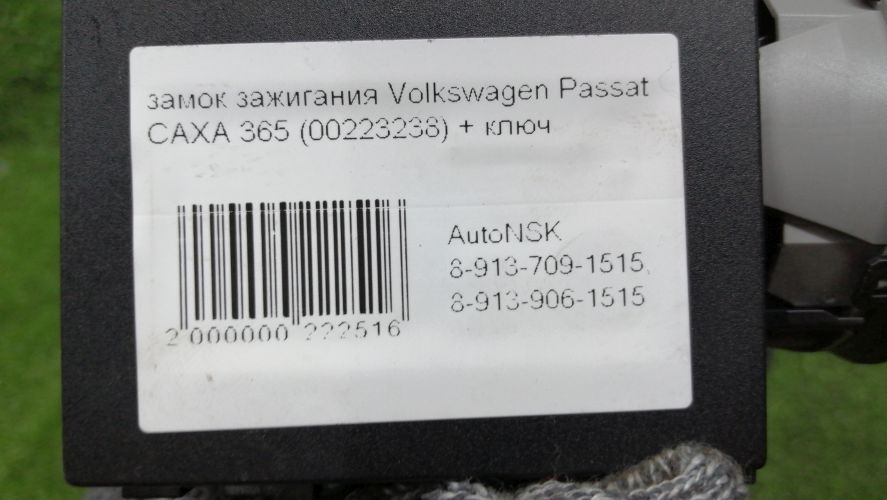 замок зажигания Volkswagen Passat
CAXA 365 (00223238) + ключ
AutoNSK
8-913-709-1515,
8-913-906-1515
2 000000 222516